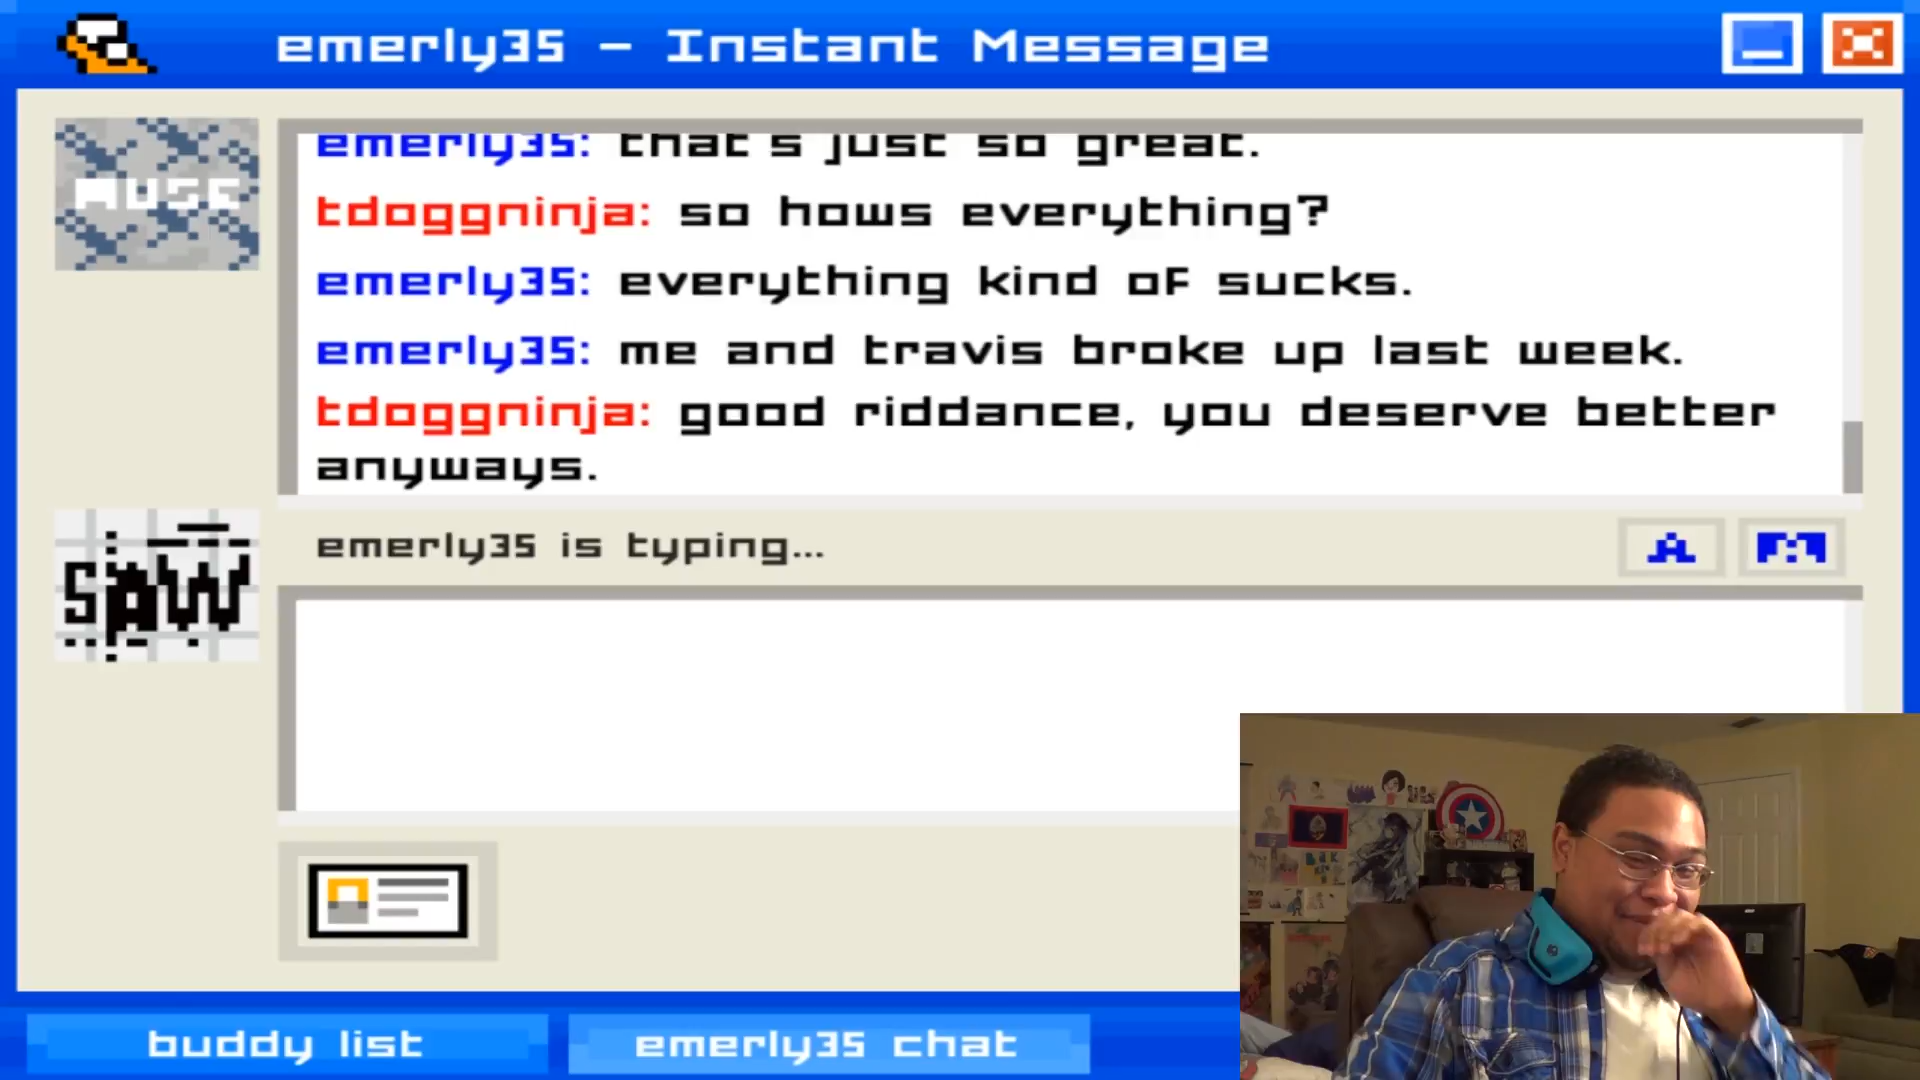 emerly35 - Instant Message
MUSE
emerly35: that's just so great.
tdoggninja: so hows everything?
emerly35: everything kind of sucks.
emerly35: me and travis broke up last week.
tdoggninja: good riddance, you deserve better
anyways.
SAW
emerly35 is typing...
A
buddy list
emerly35 chat